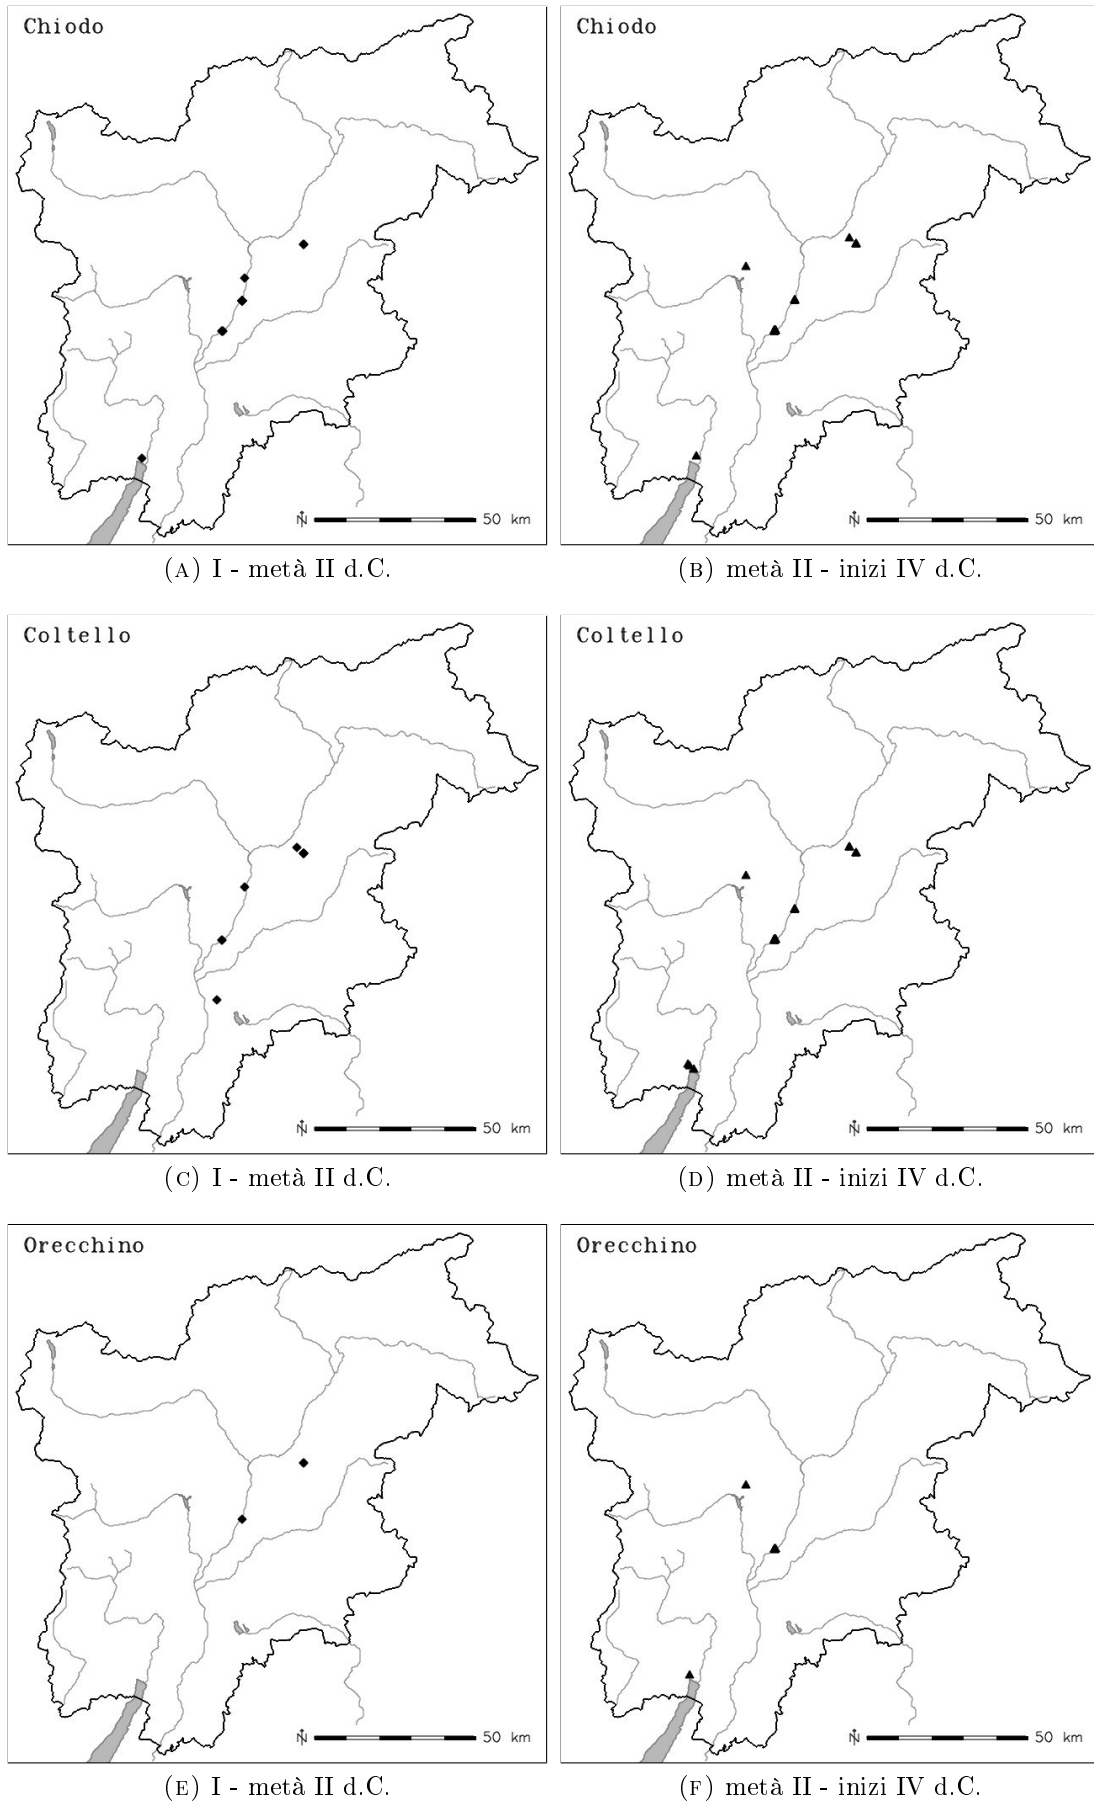 Chiodo
N 50 km
(A) I - metà II d.C.
Chiodo
N 50 km
(B) metà II - inizi IV d.C.
Coltello
N 50 km
(C) I - metà II d.C.
Coltello
N 50 km
(D) metà II - inizi IV d.C.
Orecchino
N 50 km
(E) I - metà II d.C.
Orecchino
N 50 km
(F) metà II - inizi IV d.C.